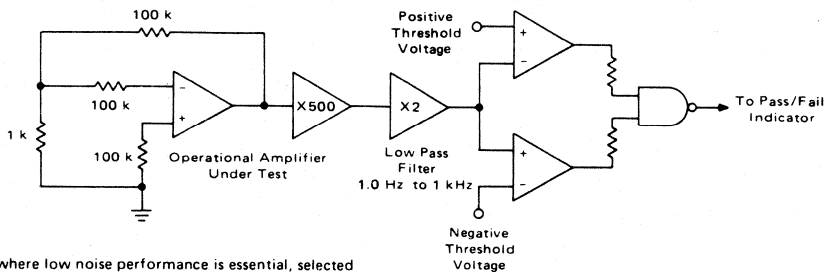 100 k
100 k
1 k
100 k
-
+
Operational Amplifier
Under Test
X500
X2
Low Pass
Filter
1.0 Hz to 1 kHz
Positive
Threshold
Voltage
+
-
+
-
Negative
Threshold
Voltage
To Pass/Fail
Indicator
where low noise performance is essential, selected